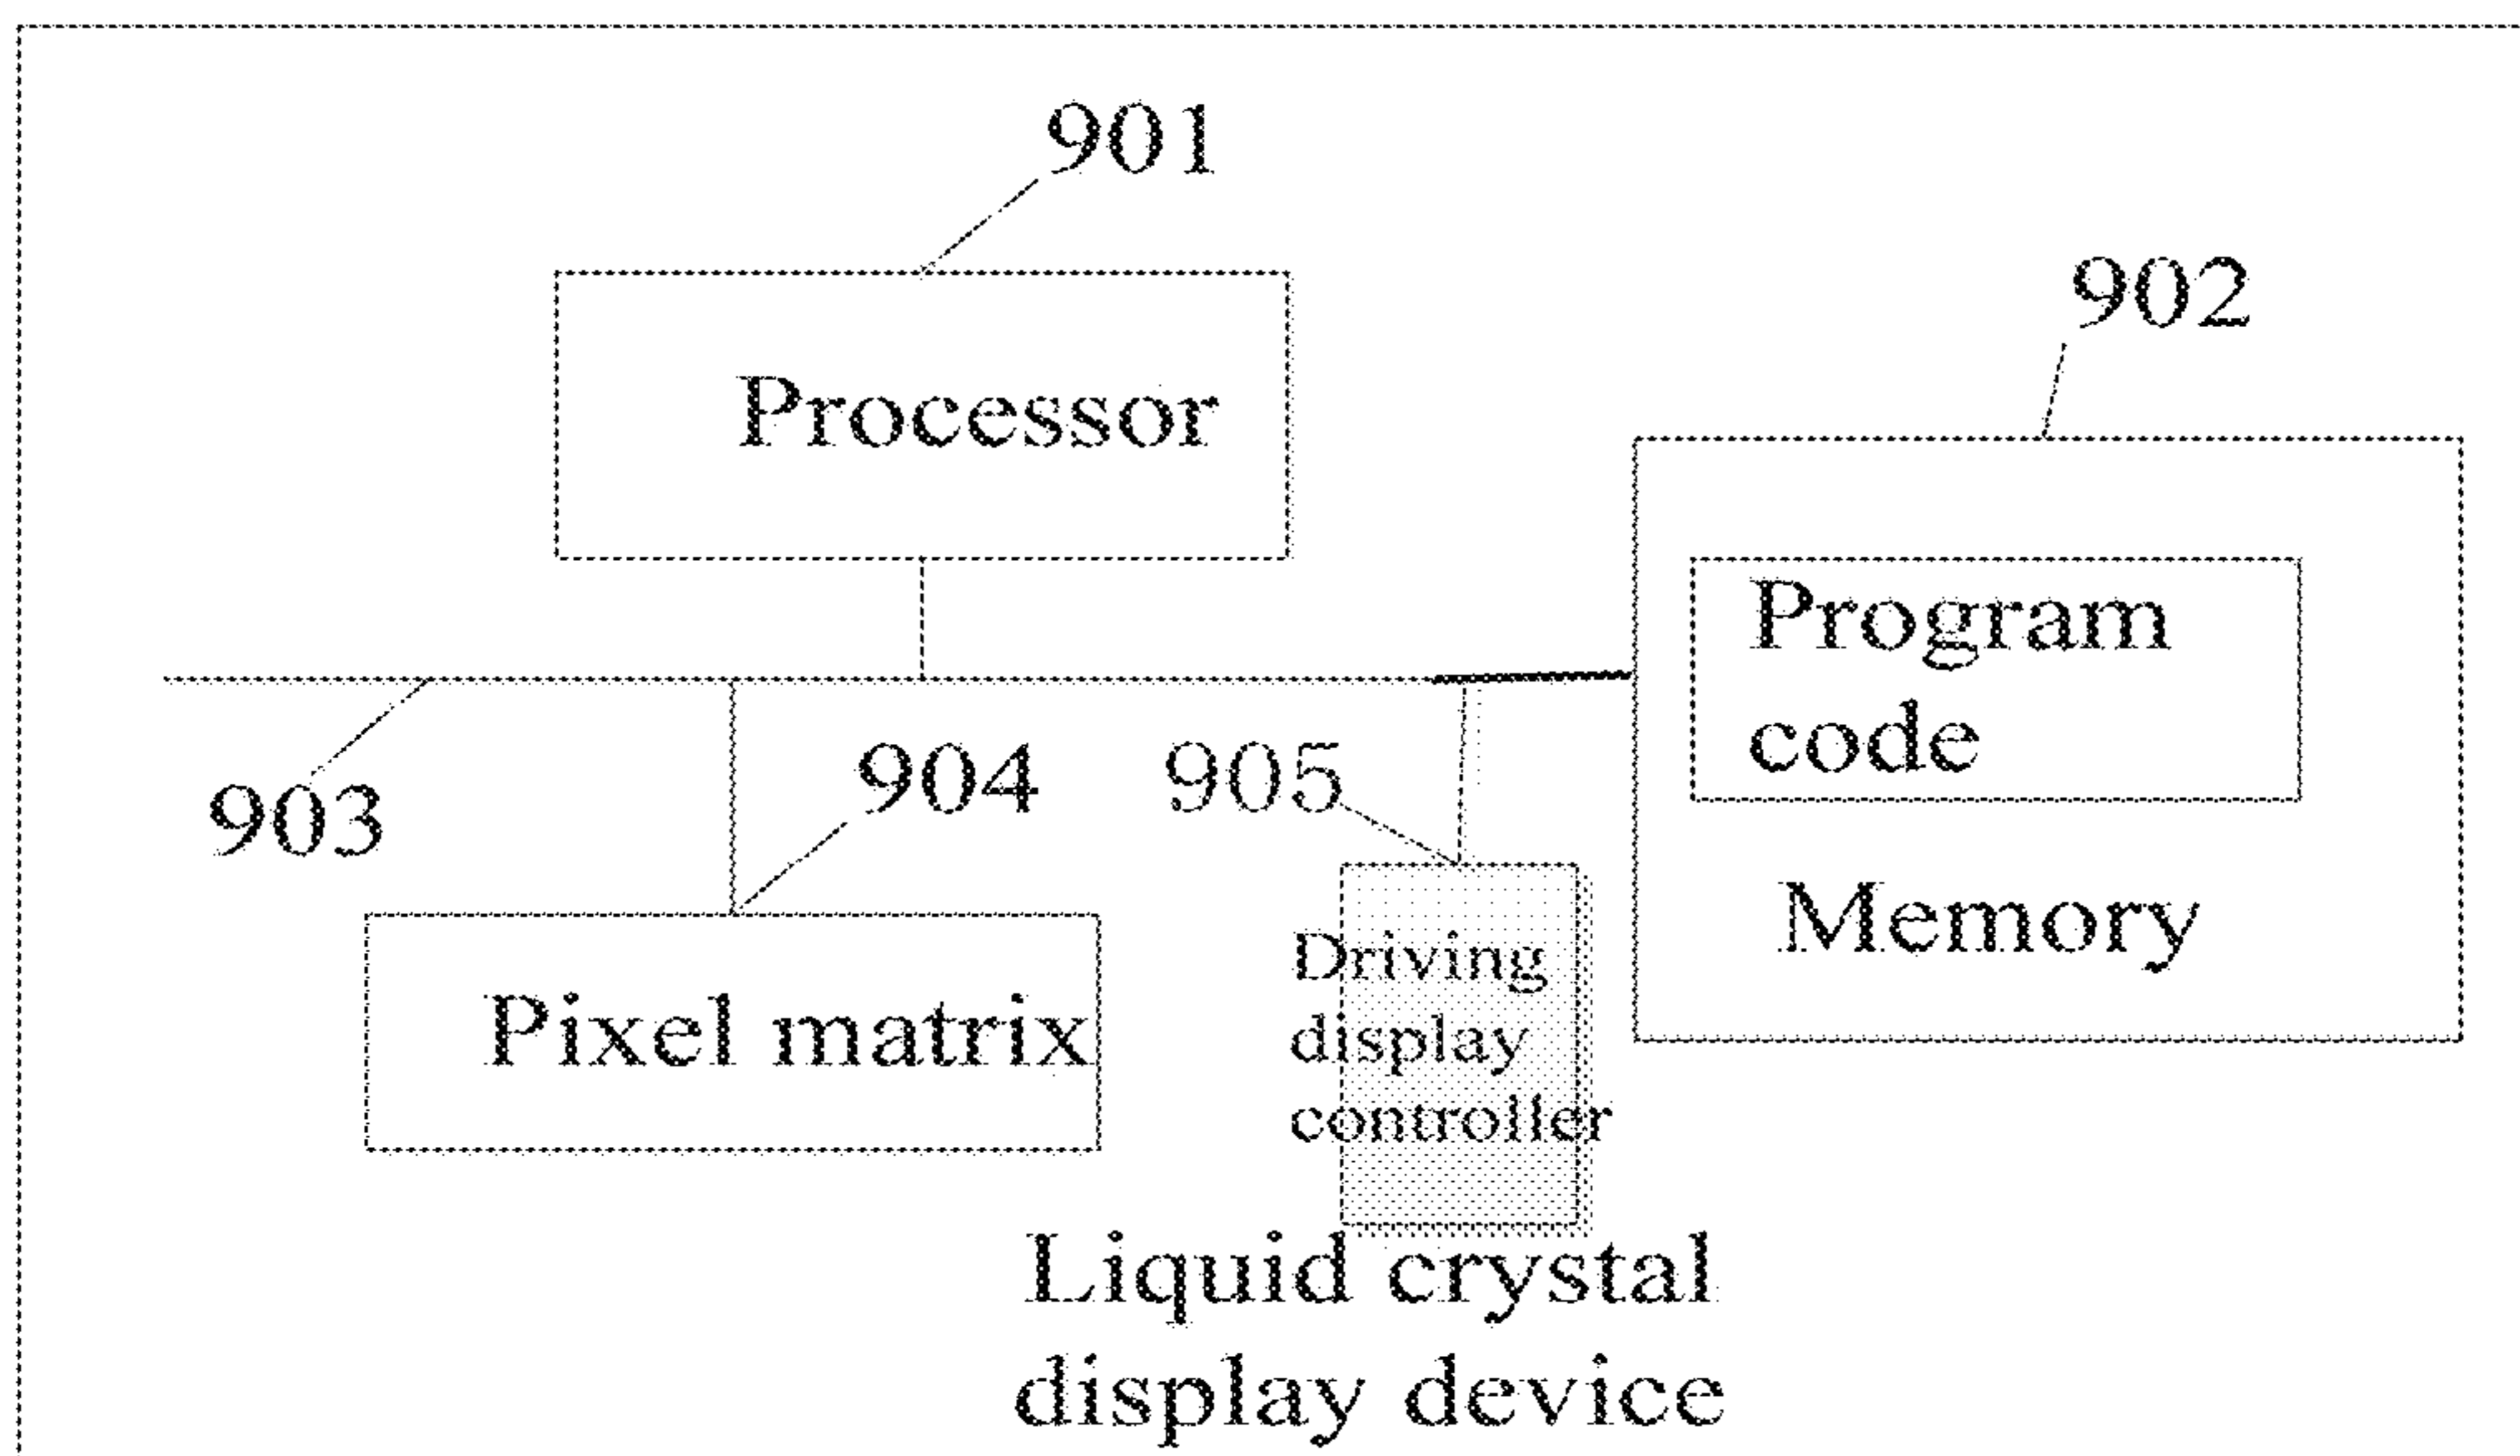 901
902
Processor
Program
code
903
904
905
Memory
Pixel matrix
Driving
display
controller
Liquid crystal
display device